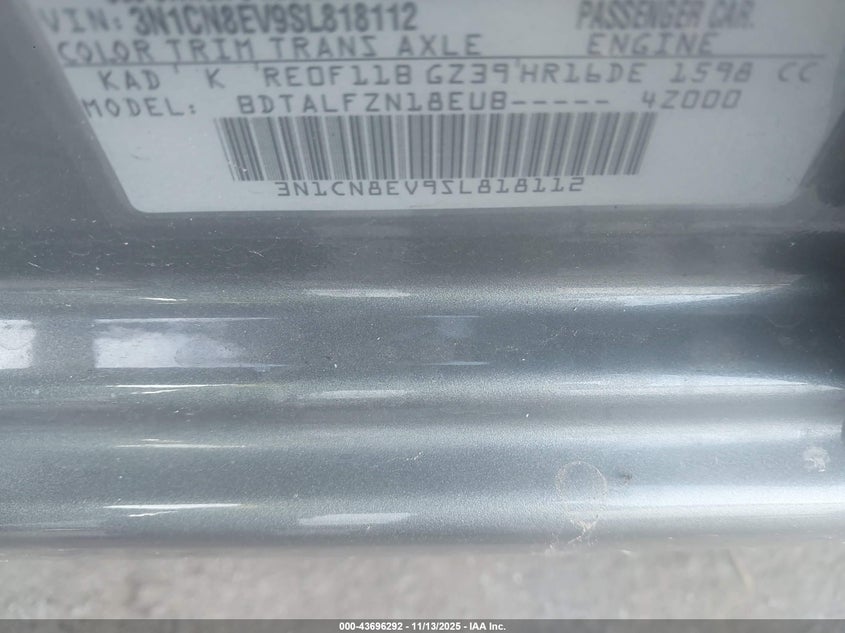 VIN: 3N1CN8EV9SL818112 PASSENGER CAR.
COLOR TRIM TRANS AXLE ENGINE
KAD K RE0F11B GZ39 HR16DE 1598 CC
MODEL: BDTALFZN18EUB----- 4Z000
3N1CN8EV9SL818112
000-43696292 | 11/13/2025 - IAA Inc.